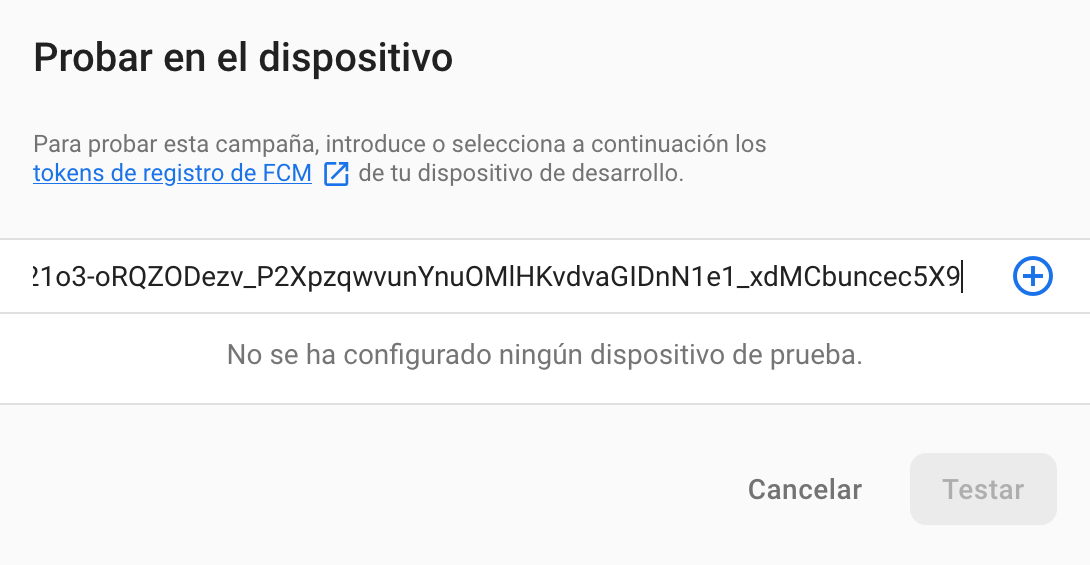 Probar en el dispositivo
Para probar esta campaña, introduce o selecciona a continuación los
tokens de registro de FCM de tu dispositivo de desarrollo.
21o3-oRQZODezv_P2XpzqwvunYnuOMlHKvdvaGIDnN1e1_xdMCbuncec5X9
No se ha configurado ningún dispositivo de prueba.
Cancelar Testar